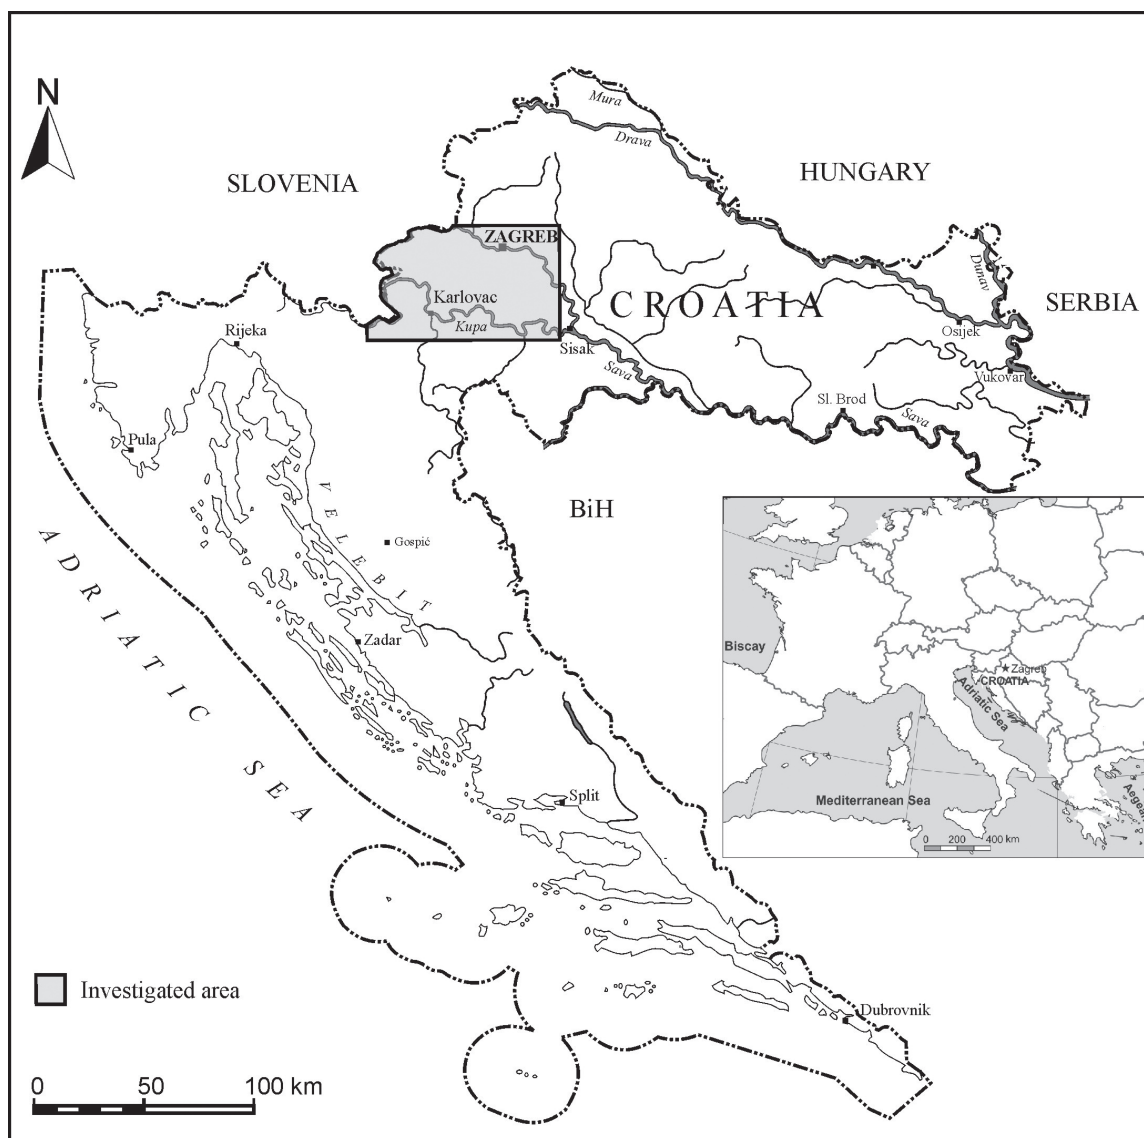 N
Mura
Drava
HUNGARY
SLOVENIA
ZAGREB
Dunav
SERBIA
Karlovac
CROATIA
Kupa
Osijek
Rijeka
Sisak
Sava
Vukovar
Sl. Brod
Sava
Pula
VELEBIT
BiH
Gospić
ADRIATIC SEA
Zadar
Biscay
Zagreb
CROATIA
Adriatic Sea
Split
Mediterranean Sea
Aegean
0 200 400 km
Investigated area
Dubrovnik
0 50 100 km